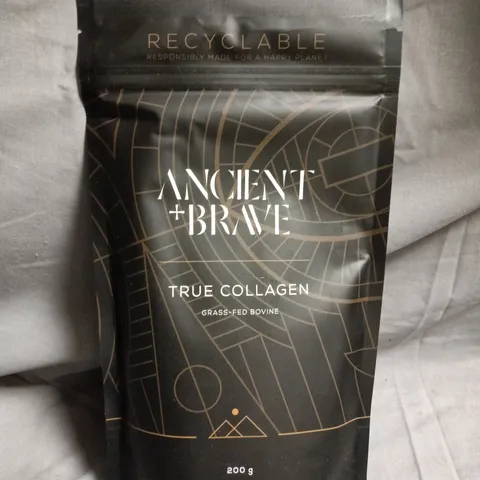 RECYCLABLE
RESPONSIBLY MADE FOR A HAPPY PLANET
ANCIENT
+BRAVE
TRUE COLLAGEN
GRASS-FED BOVINE
200 g